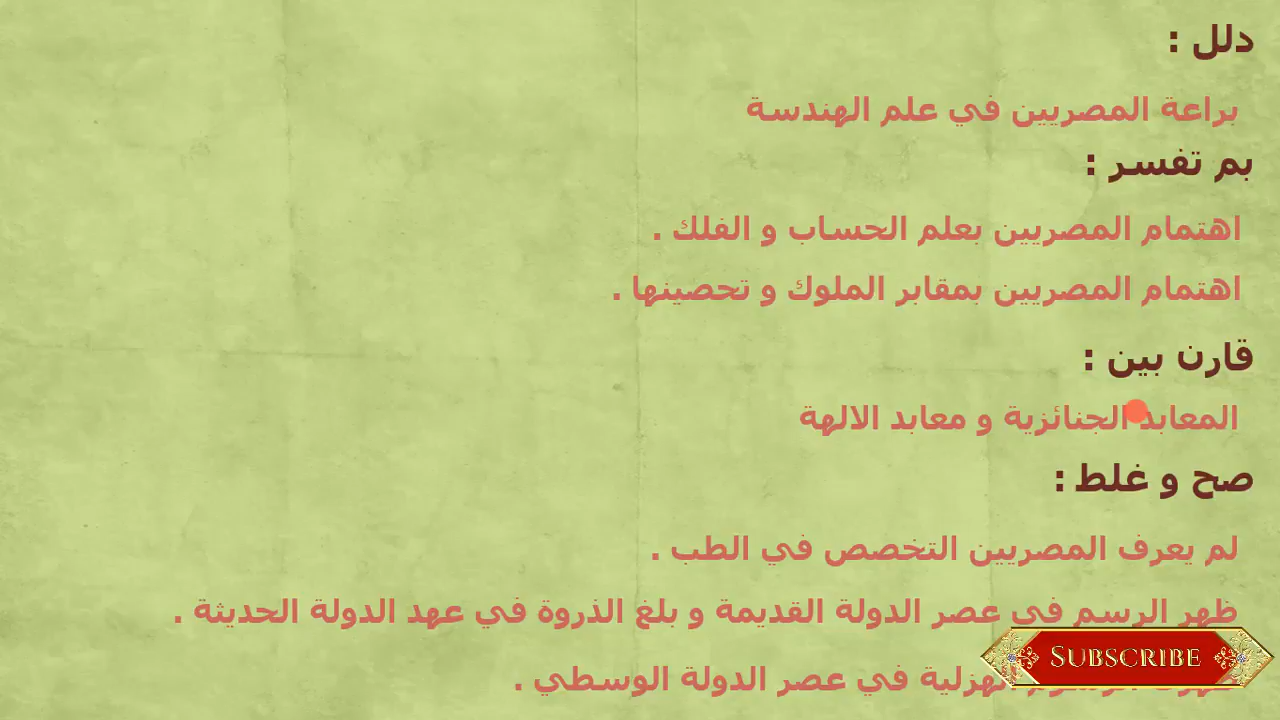 دلل :
براعة المصريين في علم الهندسة
بم تفسر :
اهتمام المصريين بعلم الحساب و الفلك .
اهتمام المصريين بمقابر الملوك و تحصينها .
قارن بين :
المعابد الجنائزية و معابد الالهة
صح و غلط :
لم يعرف المصريين التخصص في الطب .
ظهر الرسم في عصر الدولة القديمة و بلغ الذروة في عهد الدولة الحديثة .
الهزلية في عصر الدولة الوسطي .
SUBSCRIBE